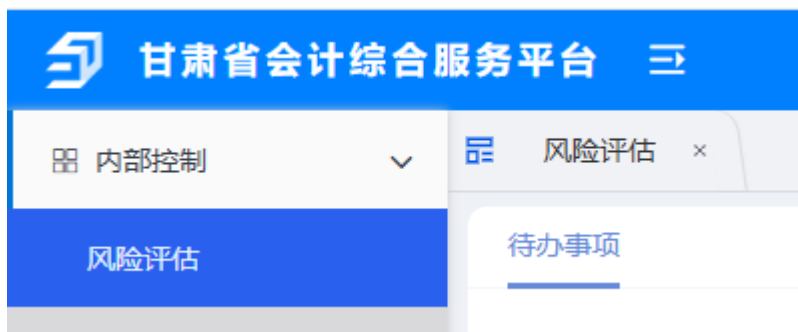 甘肃省会计综合服务平台
内部控制
风险评估 ×
风险评估
待办事项